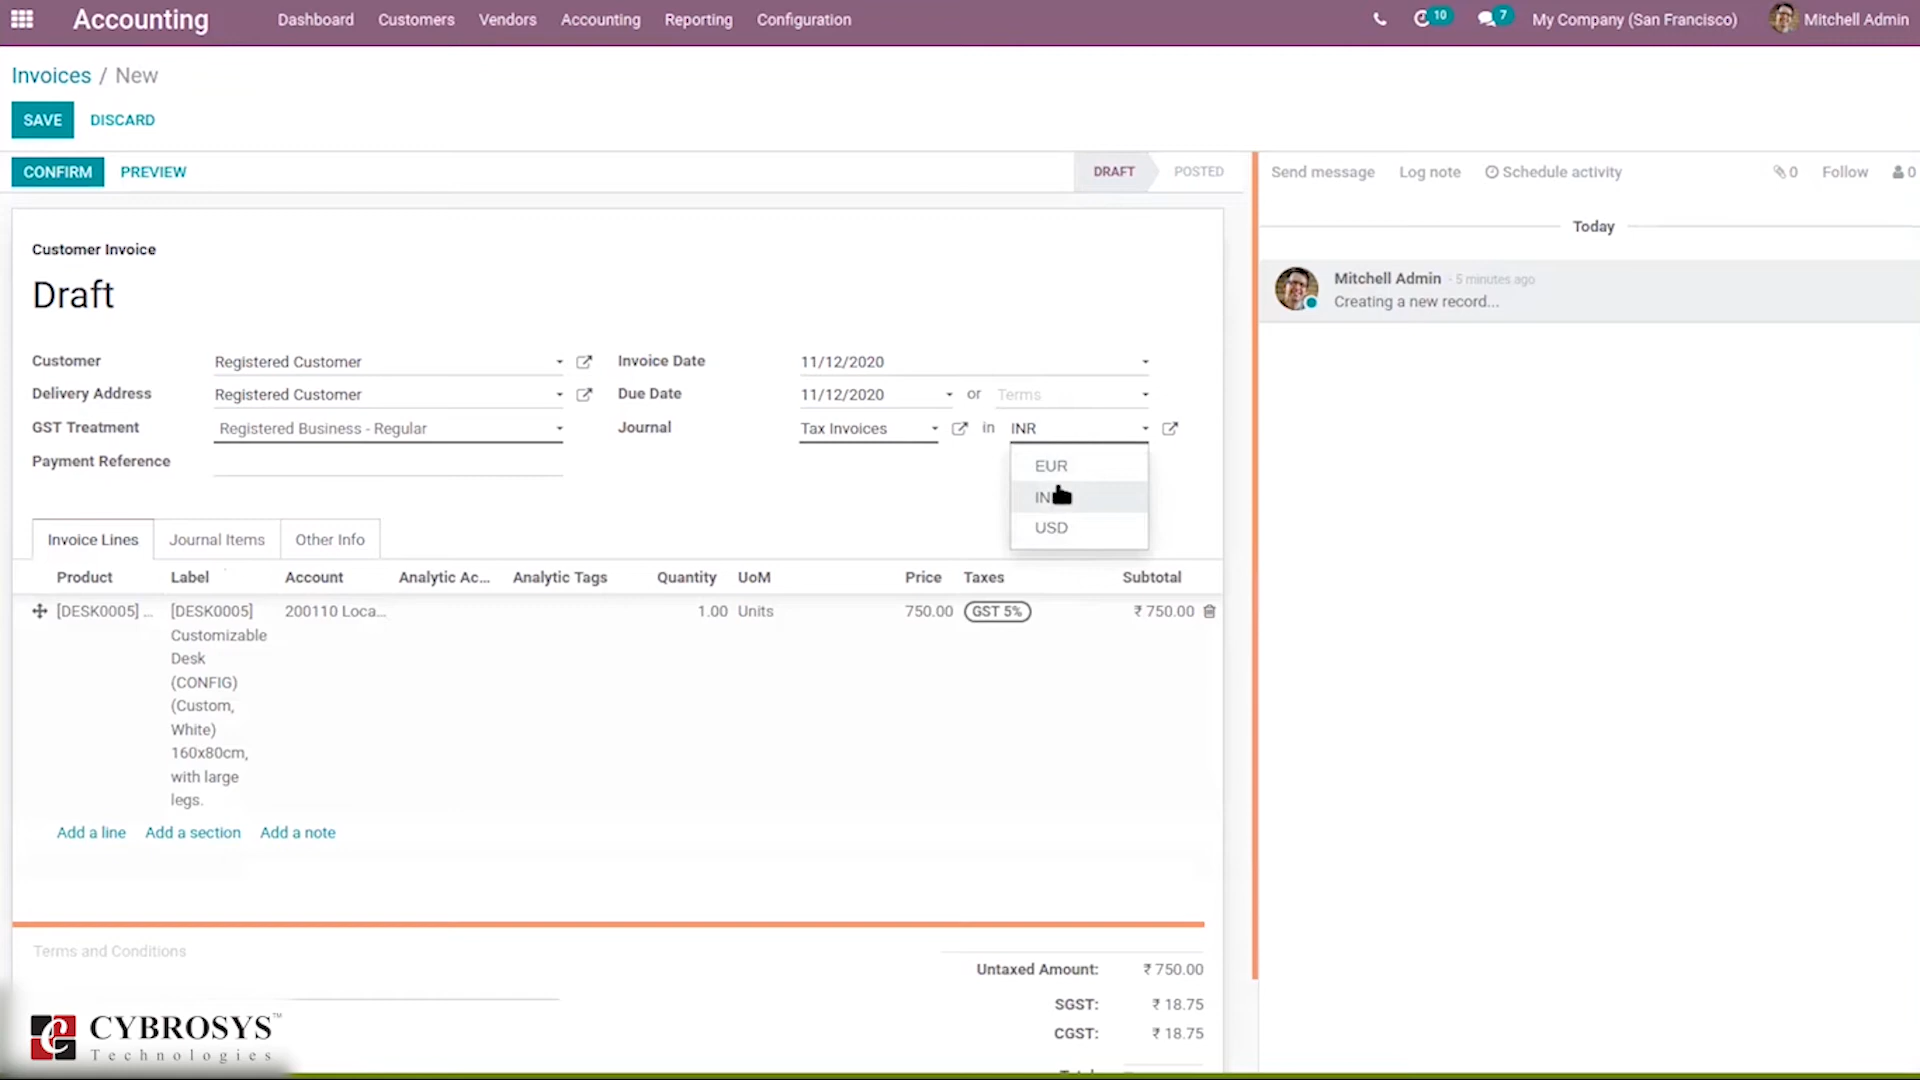 Accounting Dashboard Customers Vendors Accounting Reporting Configuration 10 7 My Company (San Francisco) Mitchell Admin
Invoices / New
SAVE DISCARD
CONFIRM PREVIEW DRAFT POSTED Send message Log note Schedule activity 0 Follow 0
Today
Customer Invoice
Draft
Mitchell Admin - 5 minutes ago
Creating a new record...
Customer Registered Customer Invoice Date 11/12/2020
Delivery Address Registered Customer Due Date 11/12/2020 or Terms
GST Treatment Registered Business - Regular Journal Tax Invoices in INR
Payment Reference
EUR
IN
USD
Invoice Lines Journal Items Other Info
Product Label Account Analytic Ac... Analytic Tags Quantity UoM Price Taxes Subtotal
[DESK0005] ... [DESK0005] 200110 Loca... 1.00 Units 750.00 GST 5% ₹ 750.00
Customizable
Desk
(CONFIG)
(Custom,
White)
160x80cm,
with large
legs.
Add a line Add a section Add a note
Terms and Conditions
Untaxed Amount: ₹ 750.00
SGST: ₹ 18.75
CGST: ₹ 18.75
CYBROSYS™
Technologies